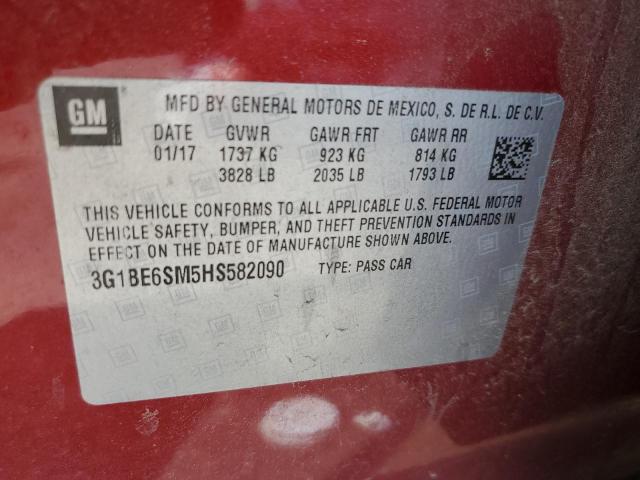 GM
MFD BY GENERAL MOTORS DE MEXICO, S. DE R.L. DE C.V.
DATE GVWR GAWR FRT GAWR RR
01/17 1737 KG 923 KG 814 KG
3828 LB 2035 LB 1793 LB
THIS VEHICLE CONFORMS TO ALL APPLICABLE U.S. FEDERAL MOTOR
VEHICLE SAFETY, BUMPER, AND THEFT PREVENTION STANDARDS IN
EFFECT ON THE DATE OF MANUFACTURE SHOWN ABOVE.
3G1BE6SM5HS582090 TYPE: PASS CAR